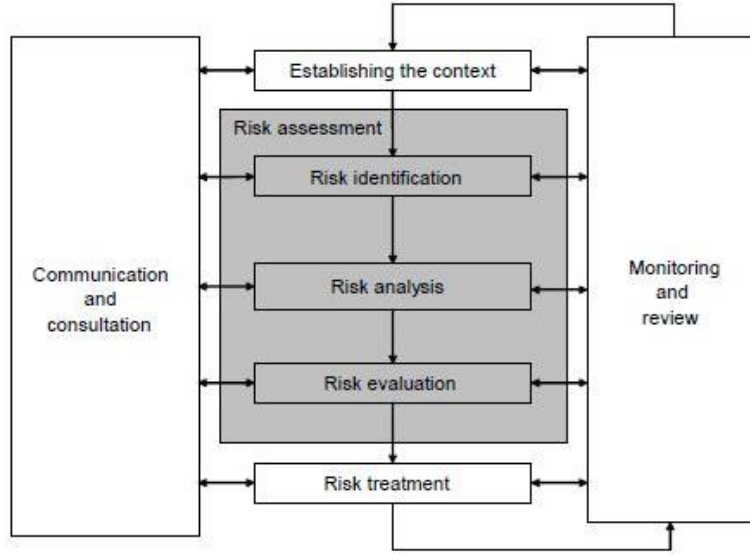 Establishing the context
Risk assessment
Risk identification
Communication
and
consultation
Risk analysis
Monitoring
and
review
Risk evaluation
Risk treatment